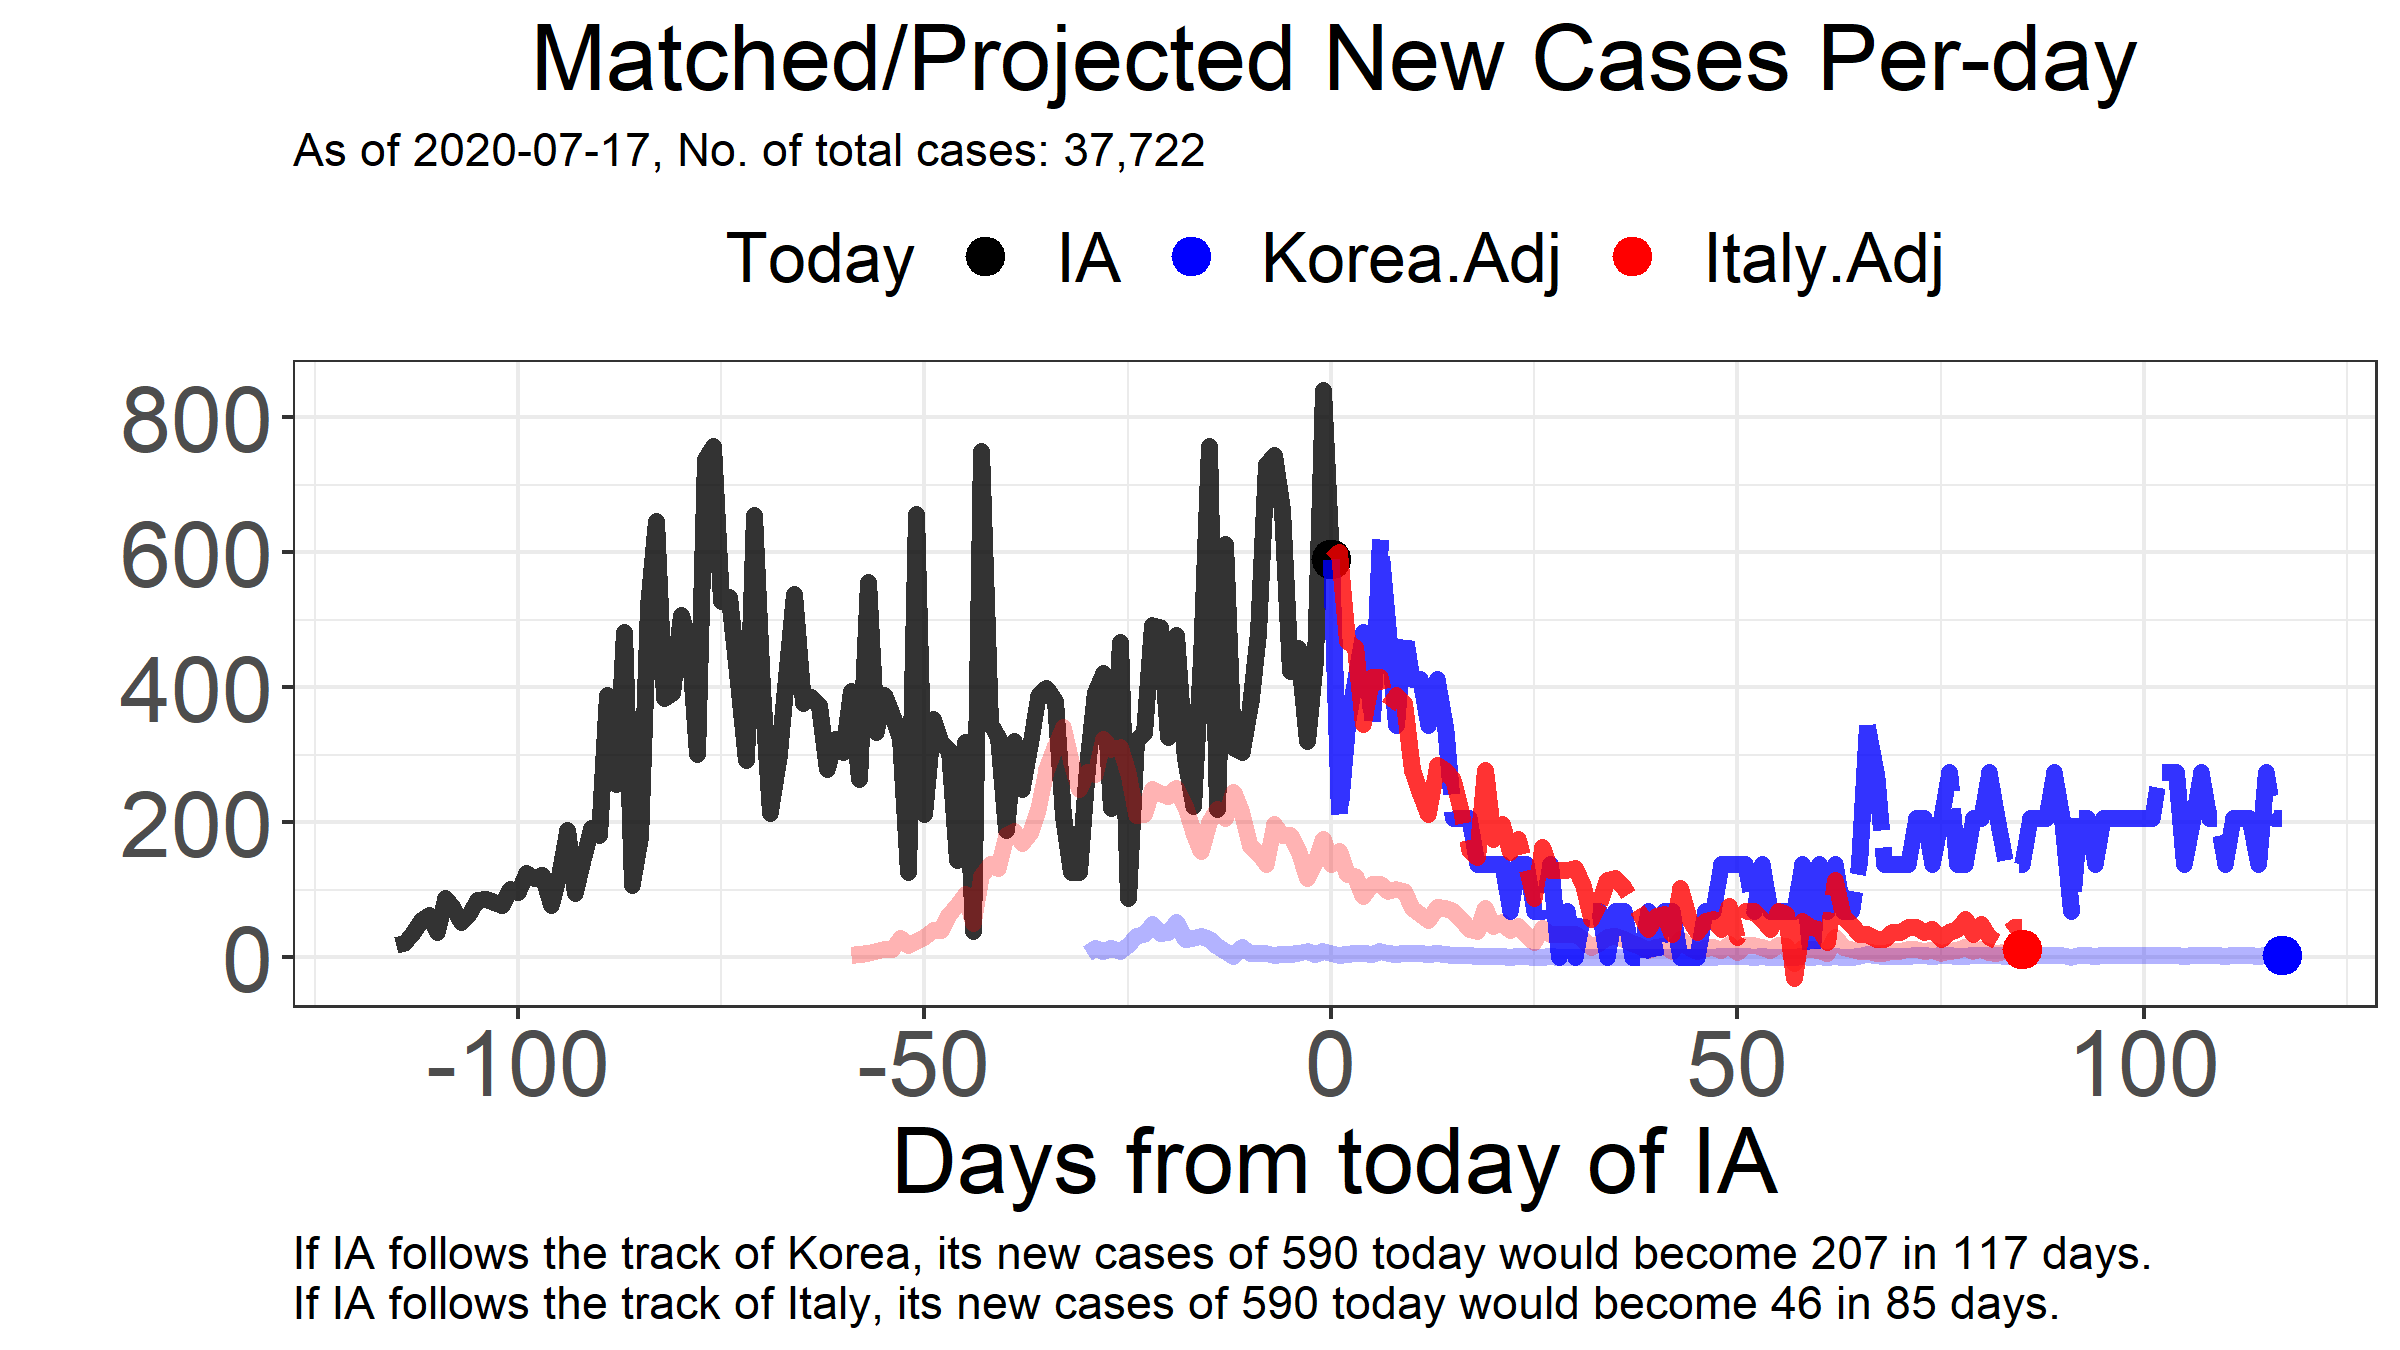 Matched/Projected New Cases Per-day
As of 2020-07-17, No. of total cases: 37,722
Today IA Korea.Adj Italy.Adj
800
600
400
200
0
-100 -50 0 50 100
Days from today of IA
If IA follows the track of Korea, its new cases of 590 today would become 207 in 117 days.
If IA follows the track of Italy, its new cases of 590 today would become 46 in 85 days.